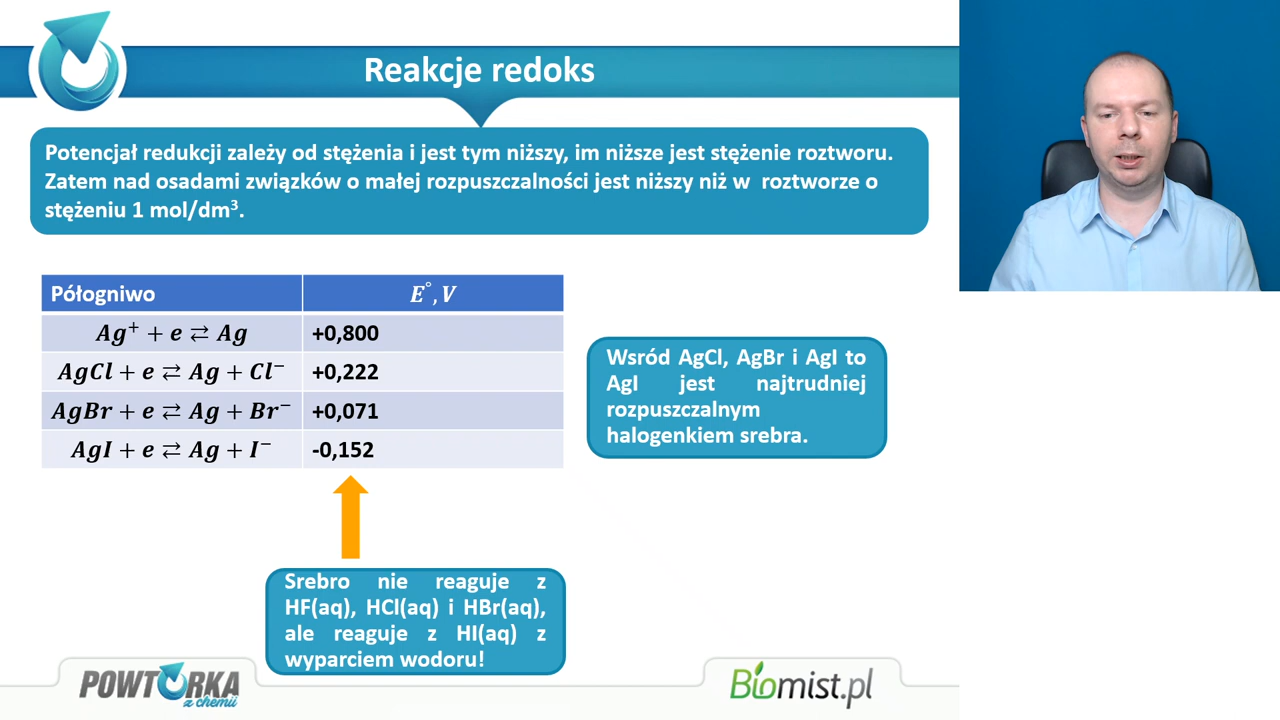 Reakcje redoks
Potencjał redukcji zależy od stężenia i jest tym niższy, im niższe jest stężenie roztworu.
Zatem nad osadami związków o małej rozpuszczalności jest niższy niż w roztworze o
stężeniu 1 mol/dm³.
Półogniwo E°, V
Ag⁺ + e ⇄ Ag +0,800
AgCl + e ⇄ Ag + Cl⁻ +0,222
AgBr + e ⇄ Ag + Br⁻ +0,071
AgI + e ⇄ Ag + I⁻ -0,152
Wsród AgCl, AgBr i AgI to
AgI jest najtrudniej
rozpuszczalnym
halogenkiem srebra.
Srebro nie reaguje z
HF(aq), HCl(aq) i HBr(aq),
ale reaguje z HI(aq) z
wyparciem wodoru!
POWTÓRKA
z chemii
Biomist.pl